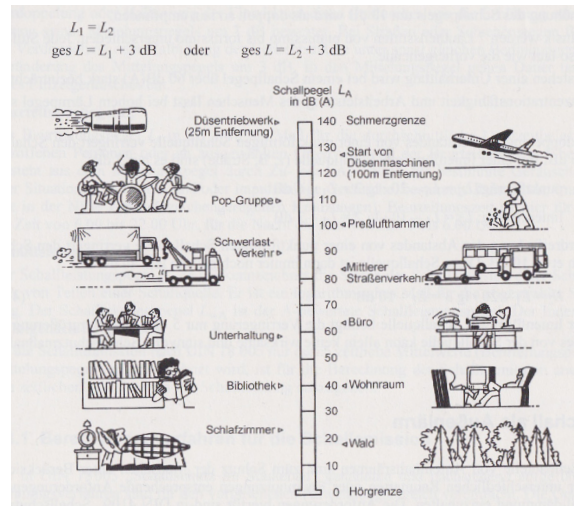 L₁ = L₂
ges L = L₁ + 3 dB oder ges L = L₂ + 3 dB
Schallpegel L_A
in dB (A)
Düsentriebwerk▹
(25m Entfernung)
140 Schmerzgrenze
130
◃Start von
Düsenmaschinen
(100m Entfernung)
120
Pop-Gruppe▹
110
100 ◃Preßlufthammer
Schwerlast-
Verkehr▹
90
◃Mittlerer
Straßenverkehr
80
70
◃Büro
Unterhaltung▹
60
50
Bibliothek▹
40 ◃Wohnraum
30
Schlafzimmer▹
20
◃Wald
10
0 Hörgrenze